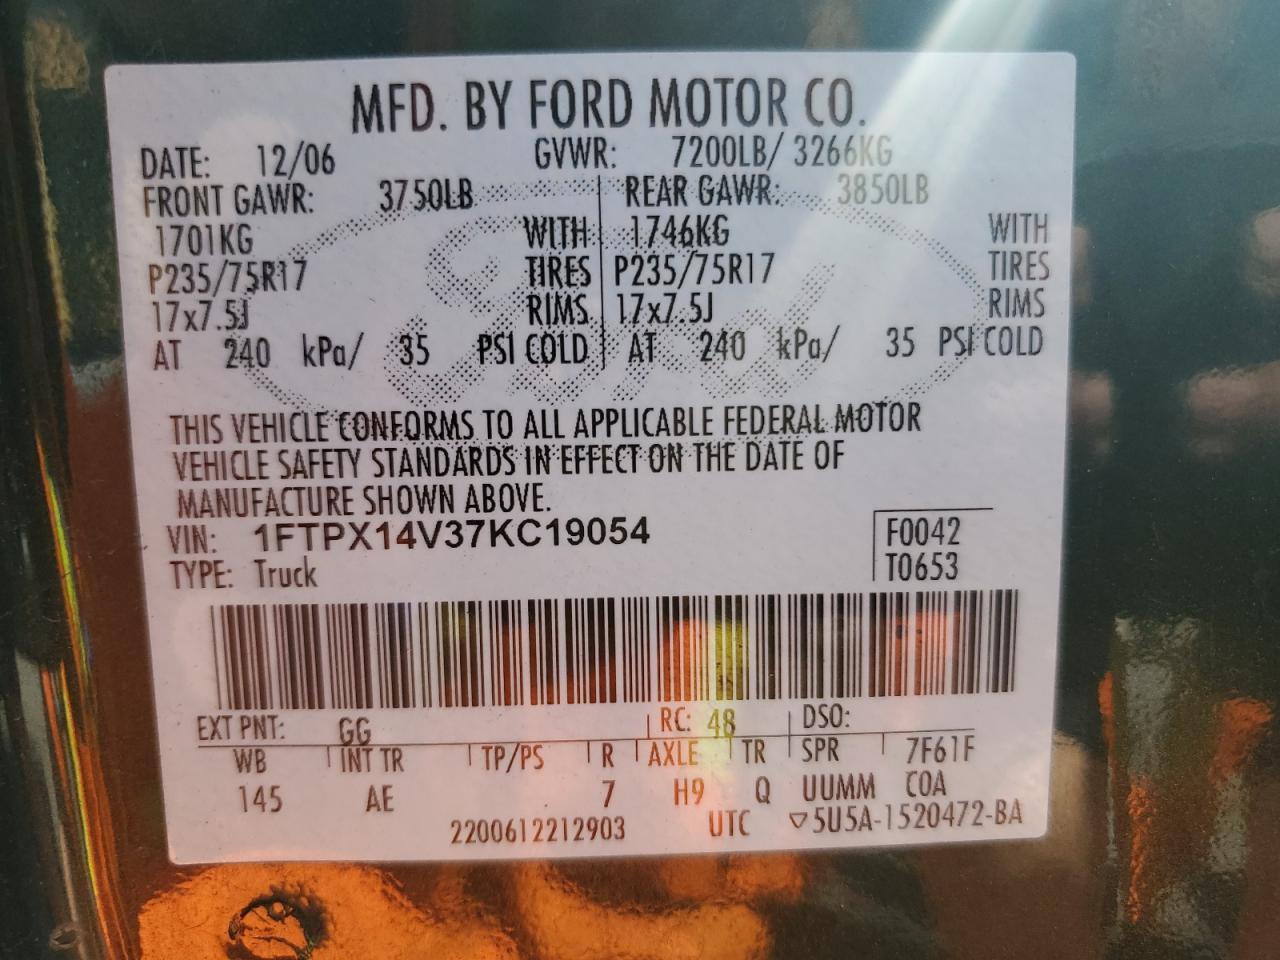 MFD. BY FORD MOTOR CO.
DATE: 12/06 GVWR: 7200LB/ 3266KG
FRONT GAWR: 3750LB REAR GAWR: 3850LB
1701KG WITH 1746KG WITH
P235/75R17 TIRES P235/75R17 TIRES
17x7.5J RIMS 17x7.5J RIMS
AT 240 kPa/ 35 PSI COLD AT 240 kPa/ 35 PSI COLD
Ford
THIS VEHICLE CONFORMS TO ALL APPLICABLE FEDERAL MOTOR
VEHICLE SAFETY STANDARDS IN EFFECT ON THE DATE OF
MANUFACTURE SHOWN ABOVE.
VIN: 1FTPX14V37KC19054 F0042
TYPE: Truck T0653
EXT PNT: GG RC: 48 DSO:
WB INT TR TP/PS R AXLE TR SPR 7F61F
145 AE 7 H9 Q UUMM COA
2200612212903 UTC ▽5U5A-1520472-BA